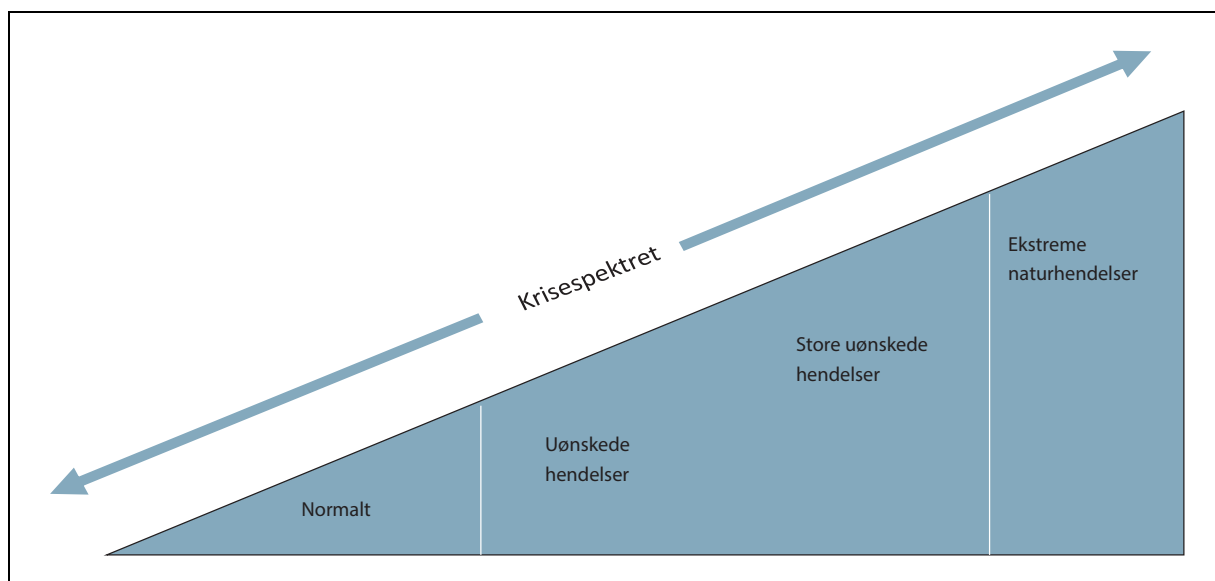 Krisespektret
Ekstreme
naturhendelser
Store uønskede
hendelser
Uønskede
hendelser
Normalt